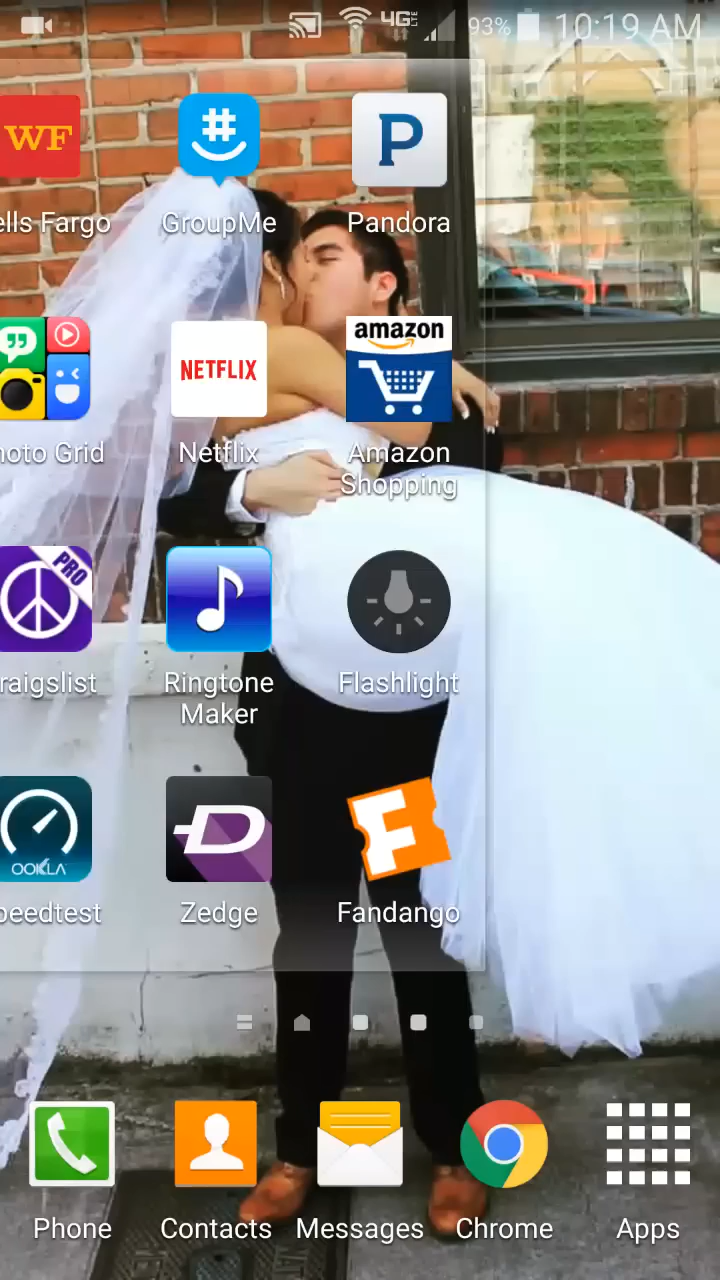 4G LTE 93% 10:19 AM
WF
#
P
ells Fargo
GroupMe
Pandora
NETFLIX
amazon
hoto Grid
Netflix
Amazon
Shopping
PRO
raigslist
Ringtone
Maker
Flashlight
OOKLA
D
F
peedtest
Zedge
Fandango
Phone
Contacts
Messages
Chrome
Apps